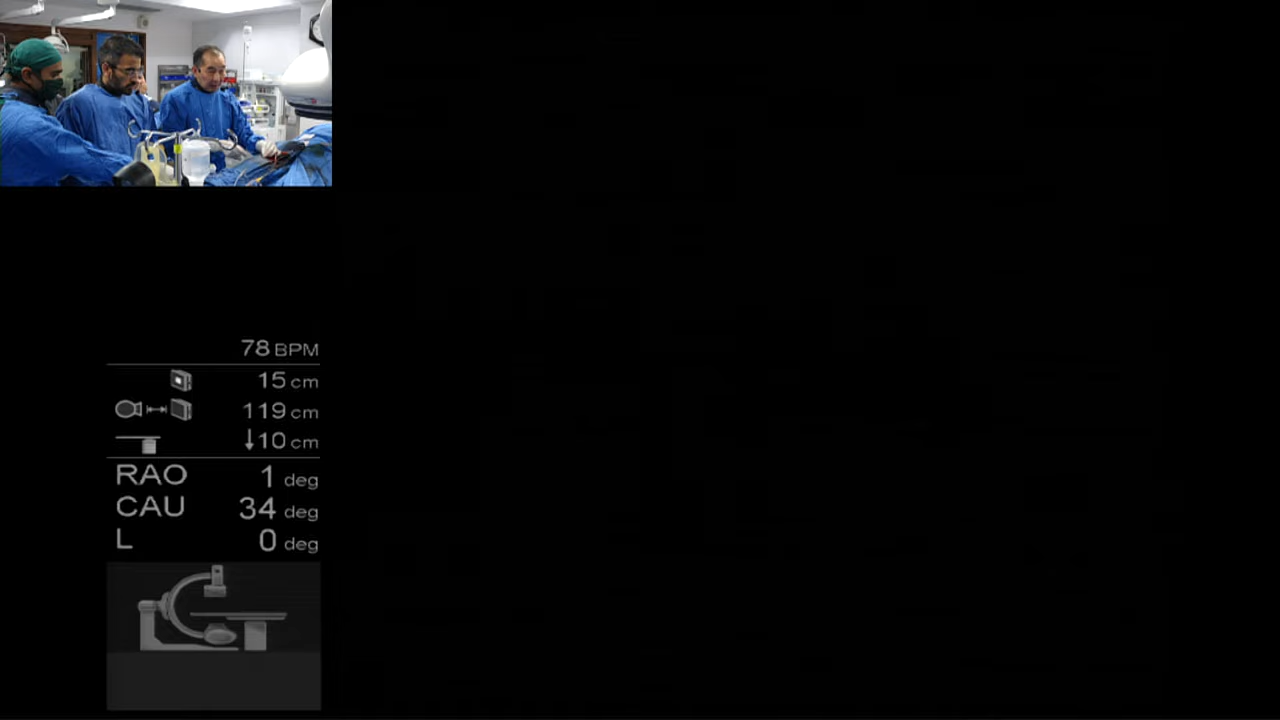 78 BPM
15 cm
119 cm
↓10 cm
RAO 1 deg
CAU 34 deg
L 0 deg